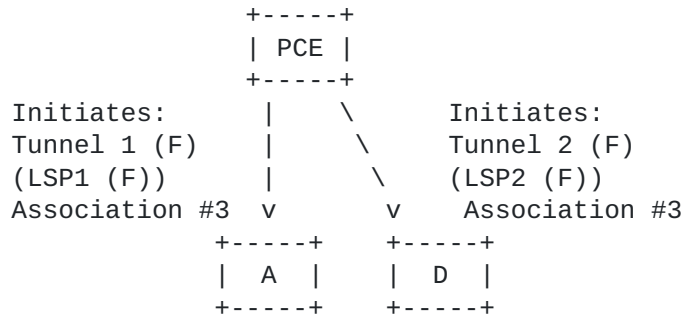 +-----+
| PCE |
+-----+
Initiates: | \ Initiates:
Tunnel 1 (F) | \ Tunnel 2 (F)
(LSP1 (F)) | \ (LSP2 (F))
Association #3 v v Association #3
+-----+ +-----+
| A | | D |
+-----+ +-----+